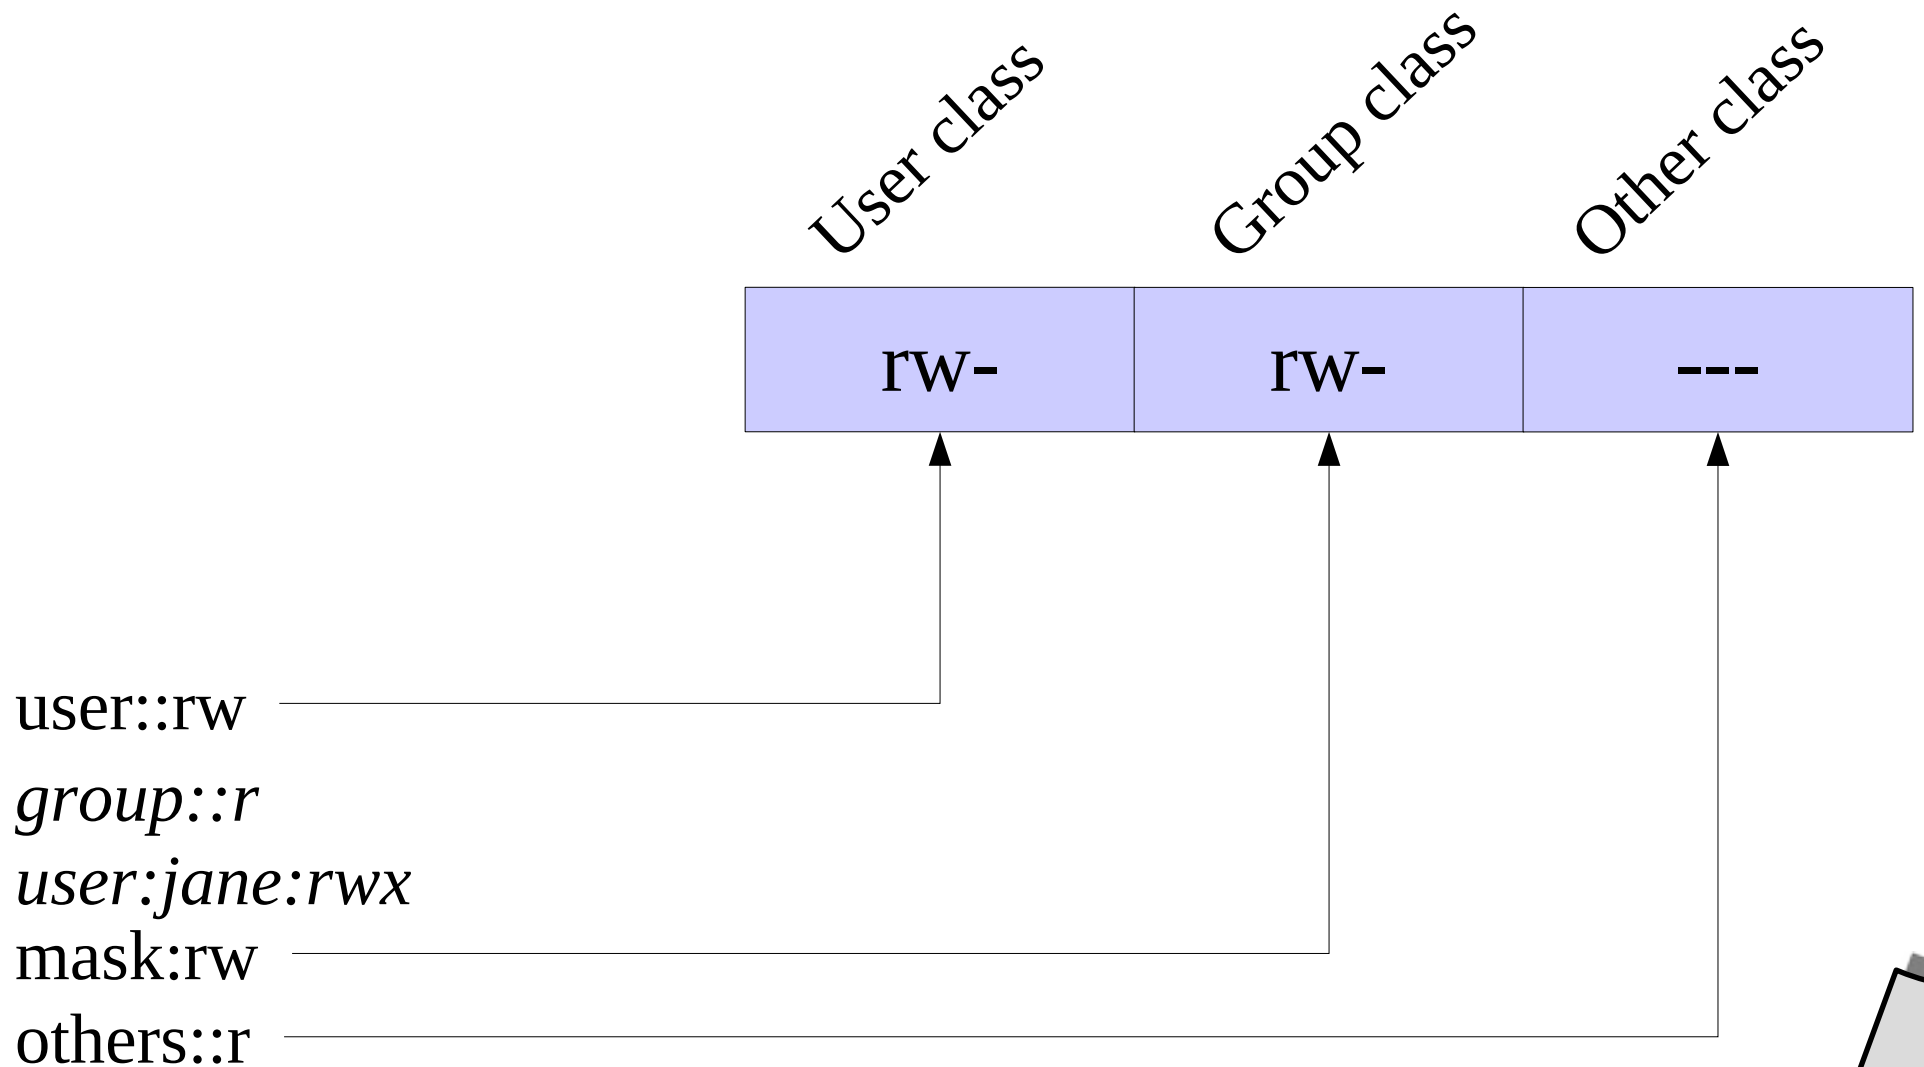 User class
Group class
Other class
rw-
rw-
---
user::rw
group::r
user:jane:rwx
mask:rw
others::r